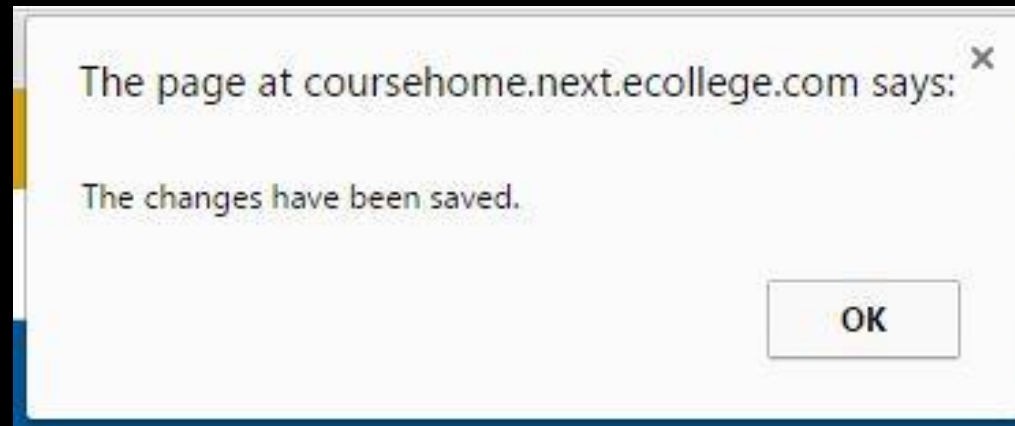 The page at coursehome.next.ecollege.com says:
The changes have been saved.
OK